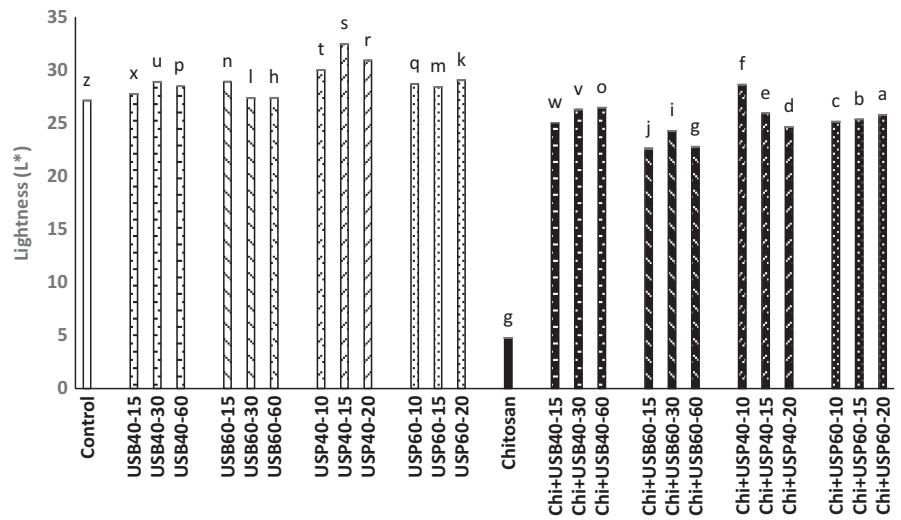 Lightness (L*)
35
30
25
20
15
10
5
0
z
x
u
p
n
l
h
t
s
r
q
m
k
g
w
v
o
j
i
g
f
e
d
c
b
a
Control
USB40-15
USB40-30
USB40-60
USB60-15
USB60-30
USB60-60
USP40-10
USP40-15
USP40-20
USP60-10
USP60-15
USP60-20
Chitosan
Chi+USB40-15
Chi+USB40-30
Chi+USB40-60
Chi+USB60-15
Chi+USB60-30
Chi+USB60-60
Chi+USP40-10
Chi+USP40-15
Chi+USP40-20
Chi+USP60-10
Chi+USP60-15
Chi+USP60-20